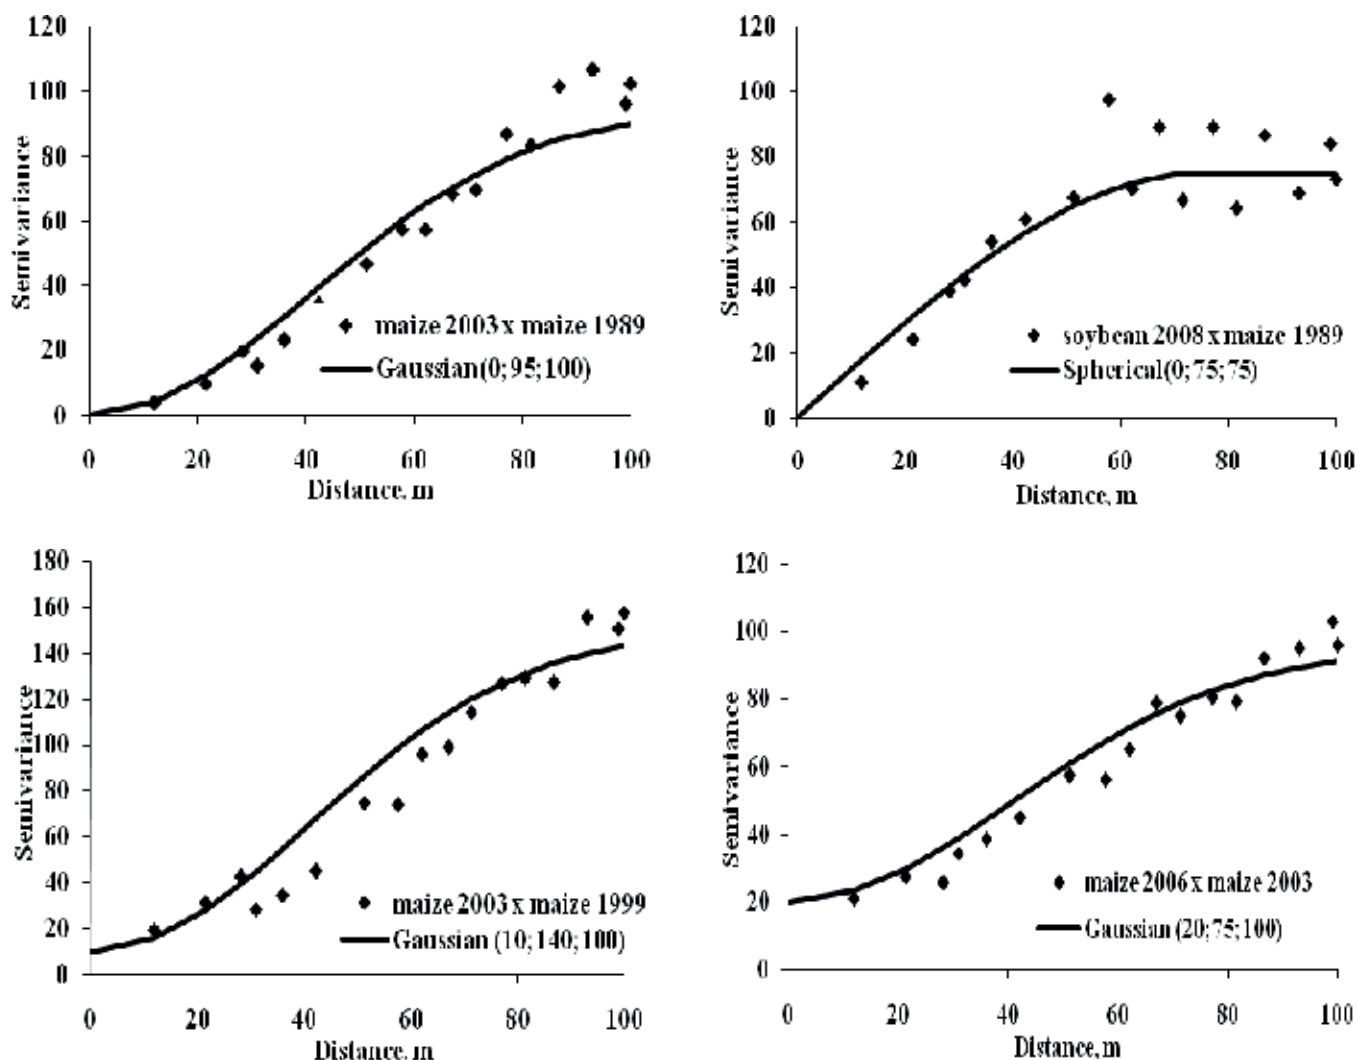 120
100
80
60
40
20
0
Semivariance
maize 2003 x maize 1989
Gaussian(0;95;100)
0 20 40 60 80 100
Distance, m
120
100
80
60
40
20
0
Semivariance
soybean 2008 x maize 1989
Spherical(0;75;75)
0 20 40 60 80 100
Distance, m
180
160
140
120
100
80
60
40
20
0
Semivariance
maize 2003 x maize 1999
Gaussian (10;140;100)
0 20 40 60 80 100
Distance, m
120
100
80
60
40
20
0
Semivariance
maize 2006 x maize 2003
Gaussian (20;75;100)
0 20 40 60 80 100
Distance, m